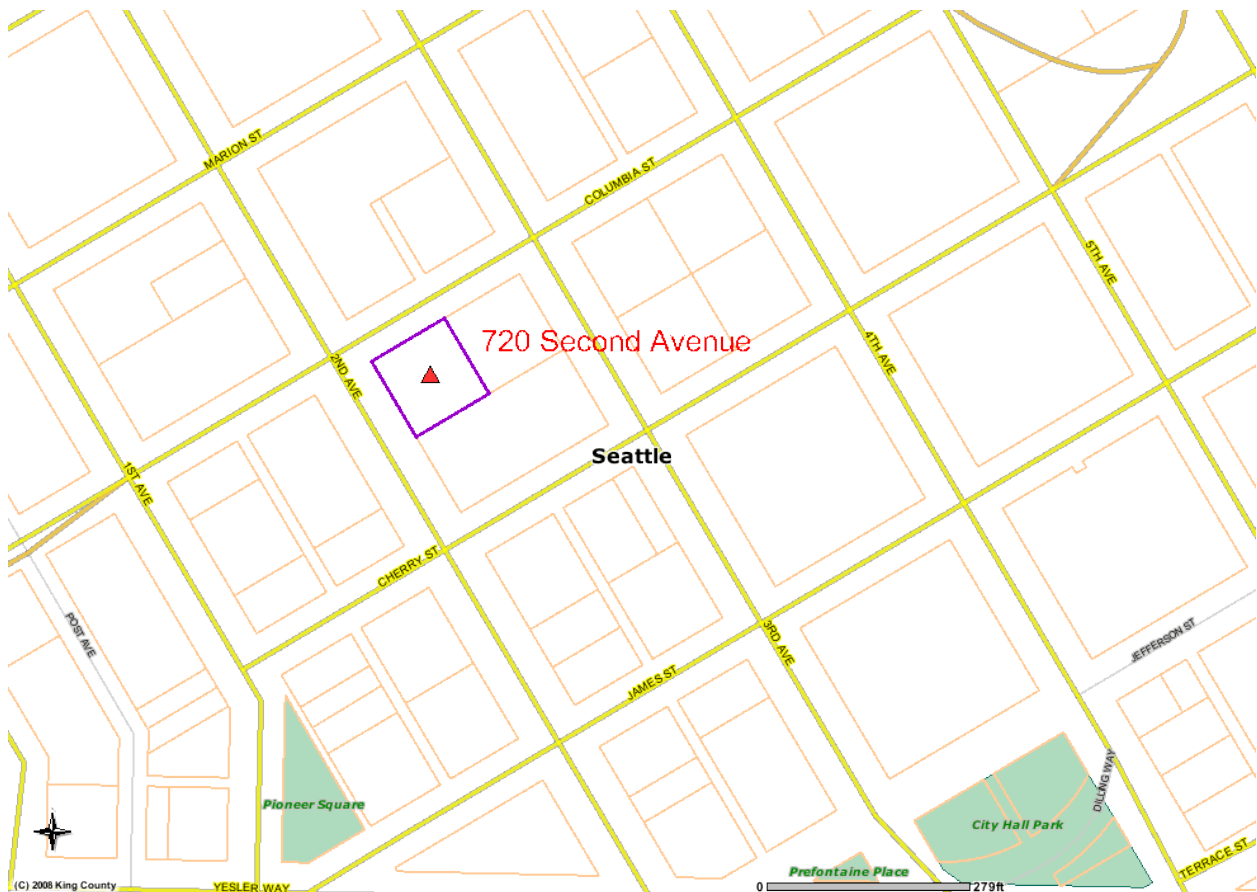 MARION ST
COLUMBIA ST
5TH AVE
720 Second Avenue
2ND AVE
4TH AVE
Seattle
1ST AVE
CHERRY ST
POST AVE
3RD AVE
JEFFERSON ST
JAMES ST
DILLING WAY
Pioneer Square
City Hall Park
TERRACE ST
Prefontaine Place
(C) 2008 King County
YESLER WAY
0
279ft